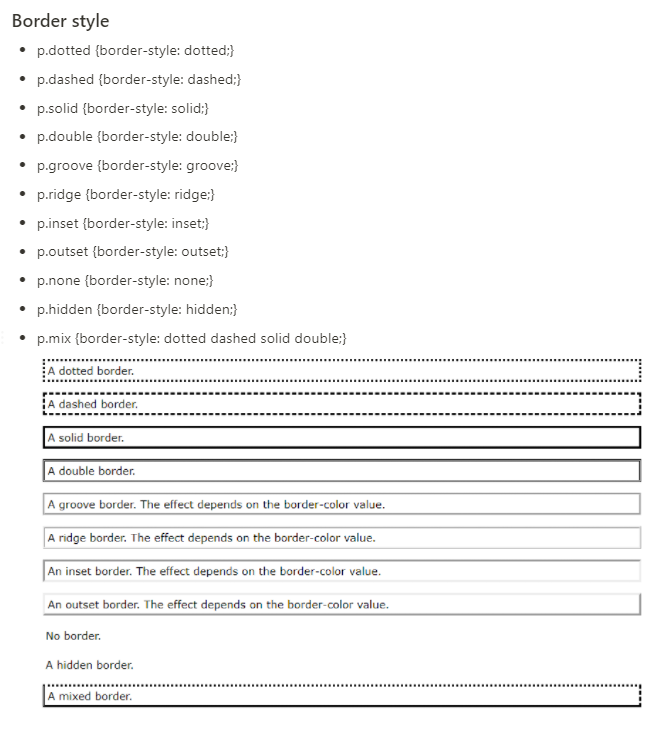 Border style
p.dotted {border-style: dotted;}
p.dashed {border-style: dashed;}
p.solid {border-style: solid;}
p.double {border-style: double;}
p.groove {border-style: groove;}
p.ridge {border-style: ridge;}
p.inset {border-style: inset;}
p.outset {border-style: outset;}
p.none {border-style: none;}
p.hidden {border-style: hidden;}
p.mix {border-style: dotted dashed solid double;}
A dotted border.
A dashed border.
A solid border.
A double border.
A groove border. The effect depends on the border-color value.
A ridge border. The effect depends on the border-color value.
An inset border. The effect depends on the border-color value.
An outset border. The effect depends on the border-color value.
No border.
A hidden border.
A mixed border.